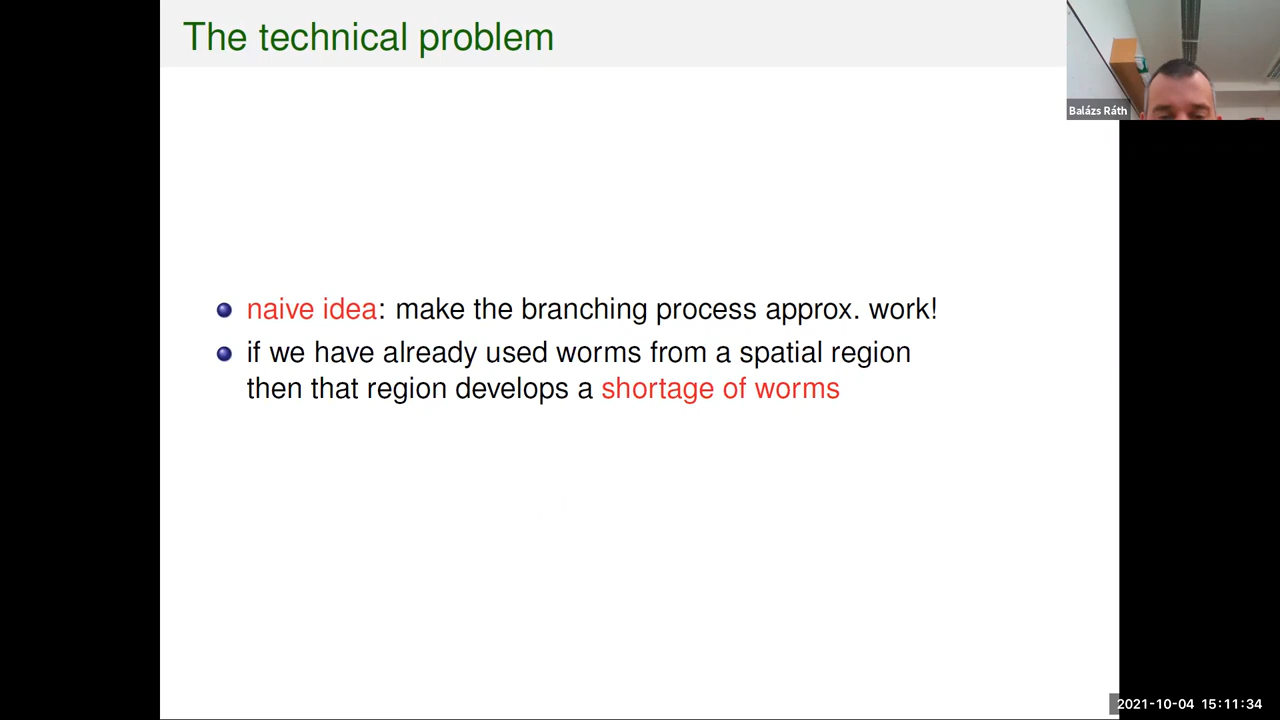 The technical problem
Balázs Ráth
naive idea: make the branching process approx. work!
if we have already used worms from a spatial region
then that region develops a shortage of worms
2021-10-04 15:11:34